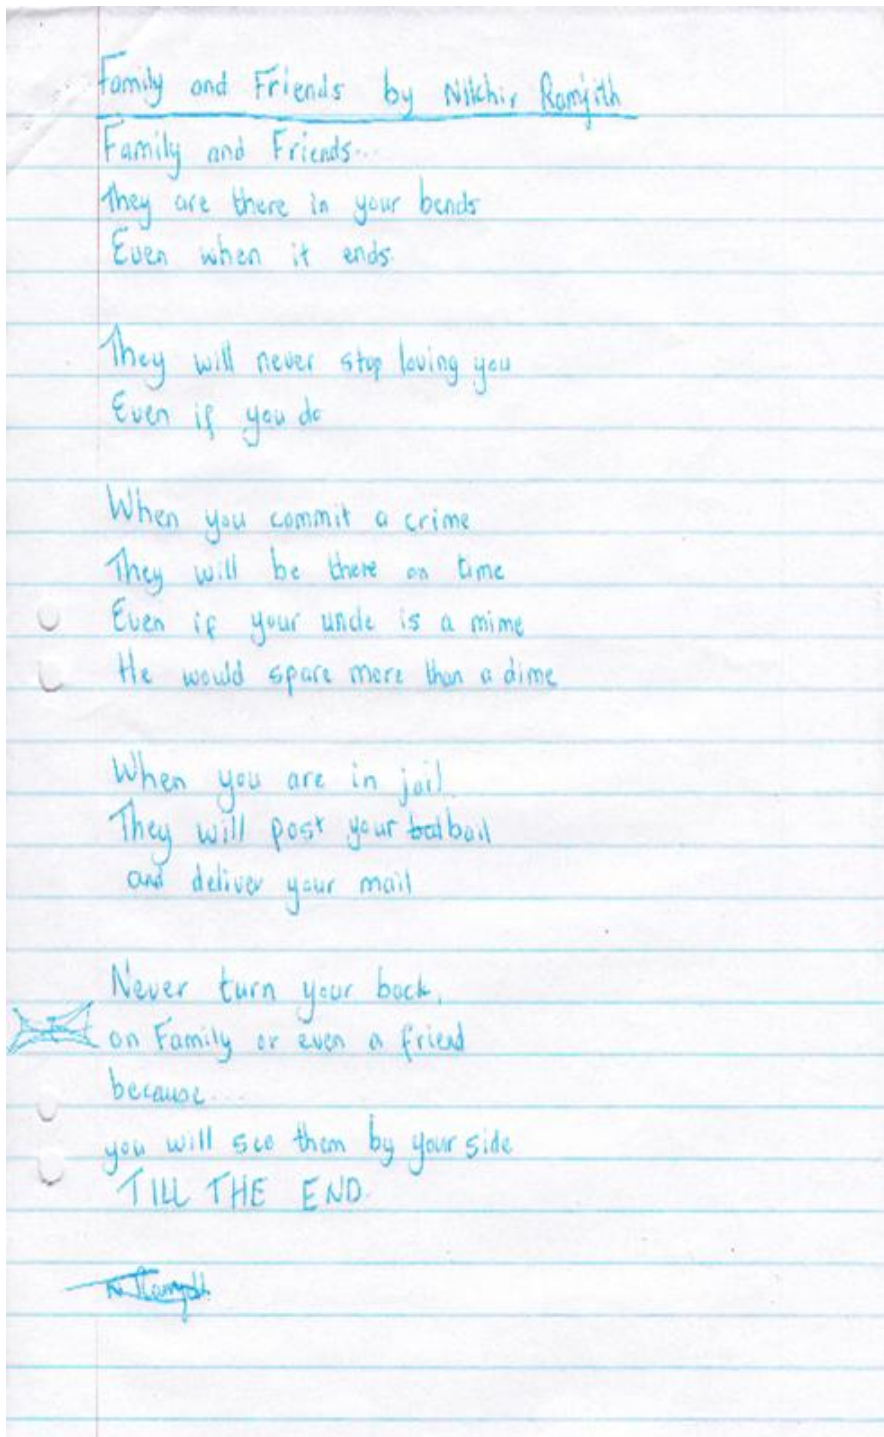 Family and Friends by Nilchir Ramjith
Family and Friends...
They are there in your bends
Even when it ends.
They will never stop loving you
Even if you do
When you commit a crime
They will be there on time
Even if your uncle is a mime
He would spare more than a dime
When you are in jail
They will post your bail
and deliver your mail
Never turn your back,
on Family or even a friend
because...
you will see them by your side
TILL THE END.